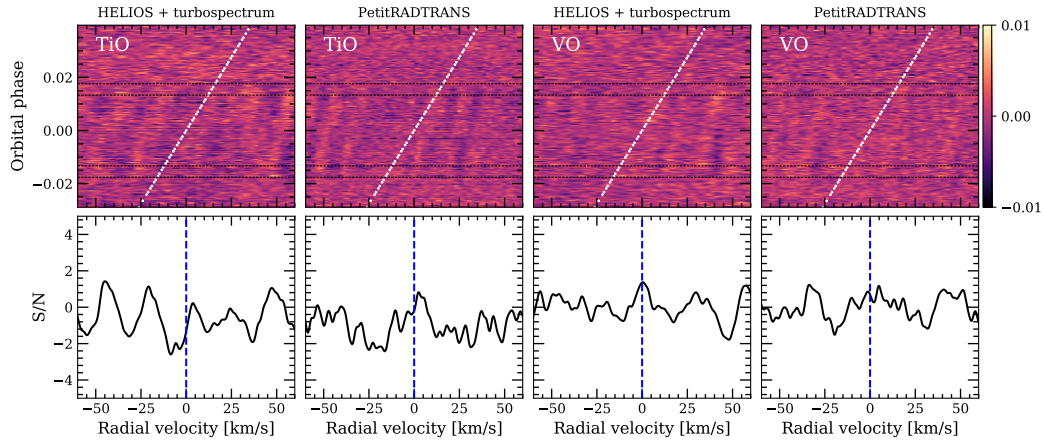 HELIOS + turbospectrum PetitRADTRANS HELIOS + turbospectrum PetitRADTRANS
TiO TiO VO VO
0.01
0.02
Orbital phase
0.00 0.00
−0.02
−0.01
4
2
S/N
0
−2
−4
−50 −25 0 25 50 −50 −25 0 25 50 −50 −25 0 25 50 −50 −25 0 25 50
Radial velocity [km/s] Radial velocity [km/s] Radial velocity [km/s] Radial velocity [km/s]